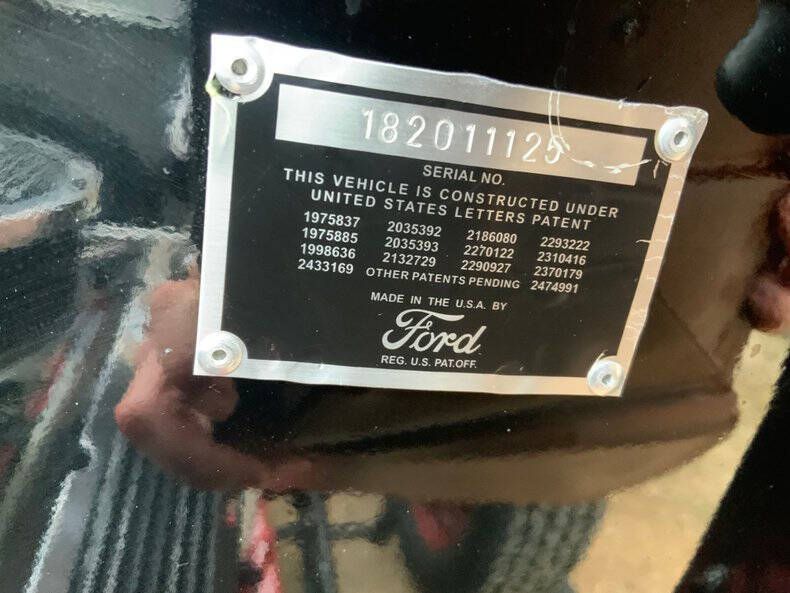 182011125
SERIAL NO.
THIS VEHICLE IS CONSTRUCTED UNDER
UNITED STATES LETTERS PATENT
1975837 2035392 2186080 2293222
1975885 2035393 2270122 2310416
1998636 2132729 2290927 2370179
2433169 OTHER PATENTS PENDING 2474991
MADE IN THE U.S.A. BY
Ford
REG. U.S. PAT.OFF.